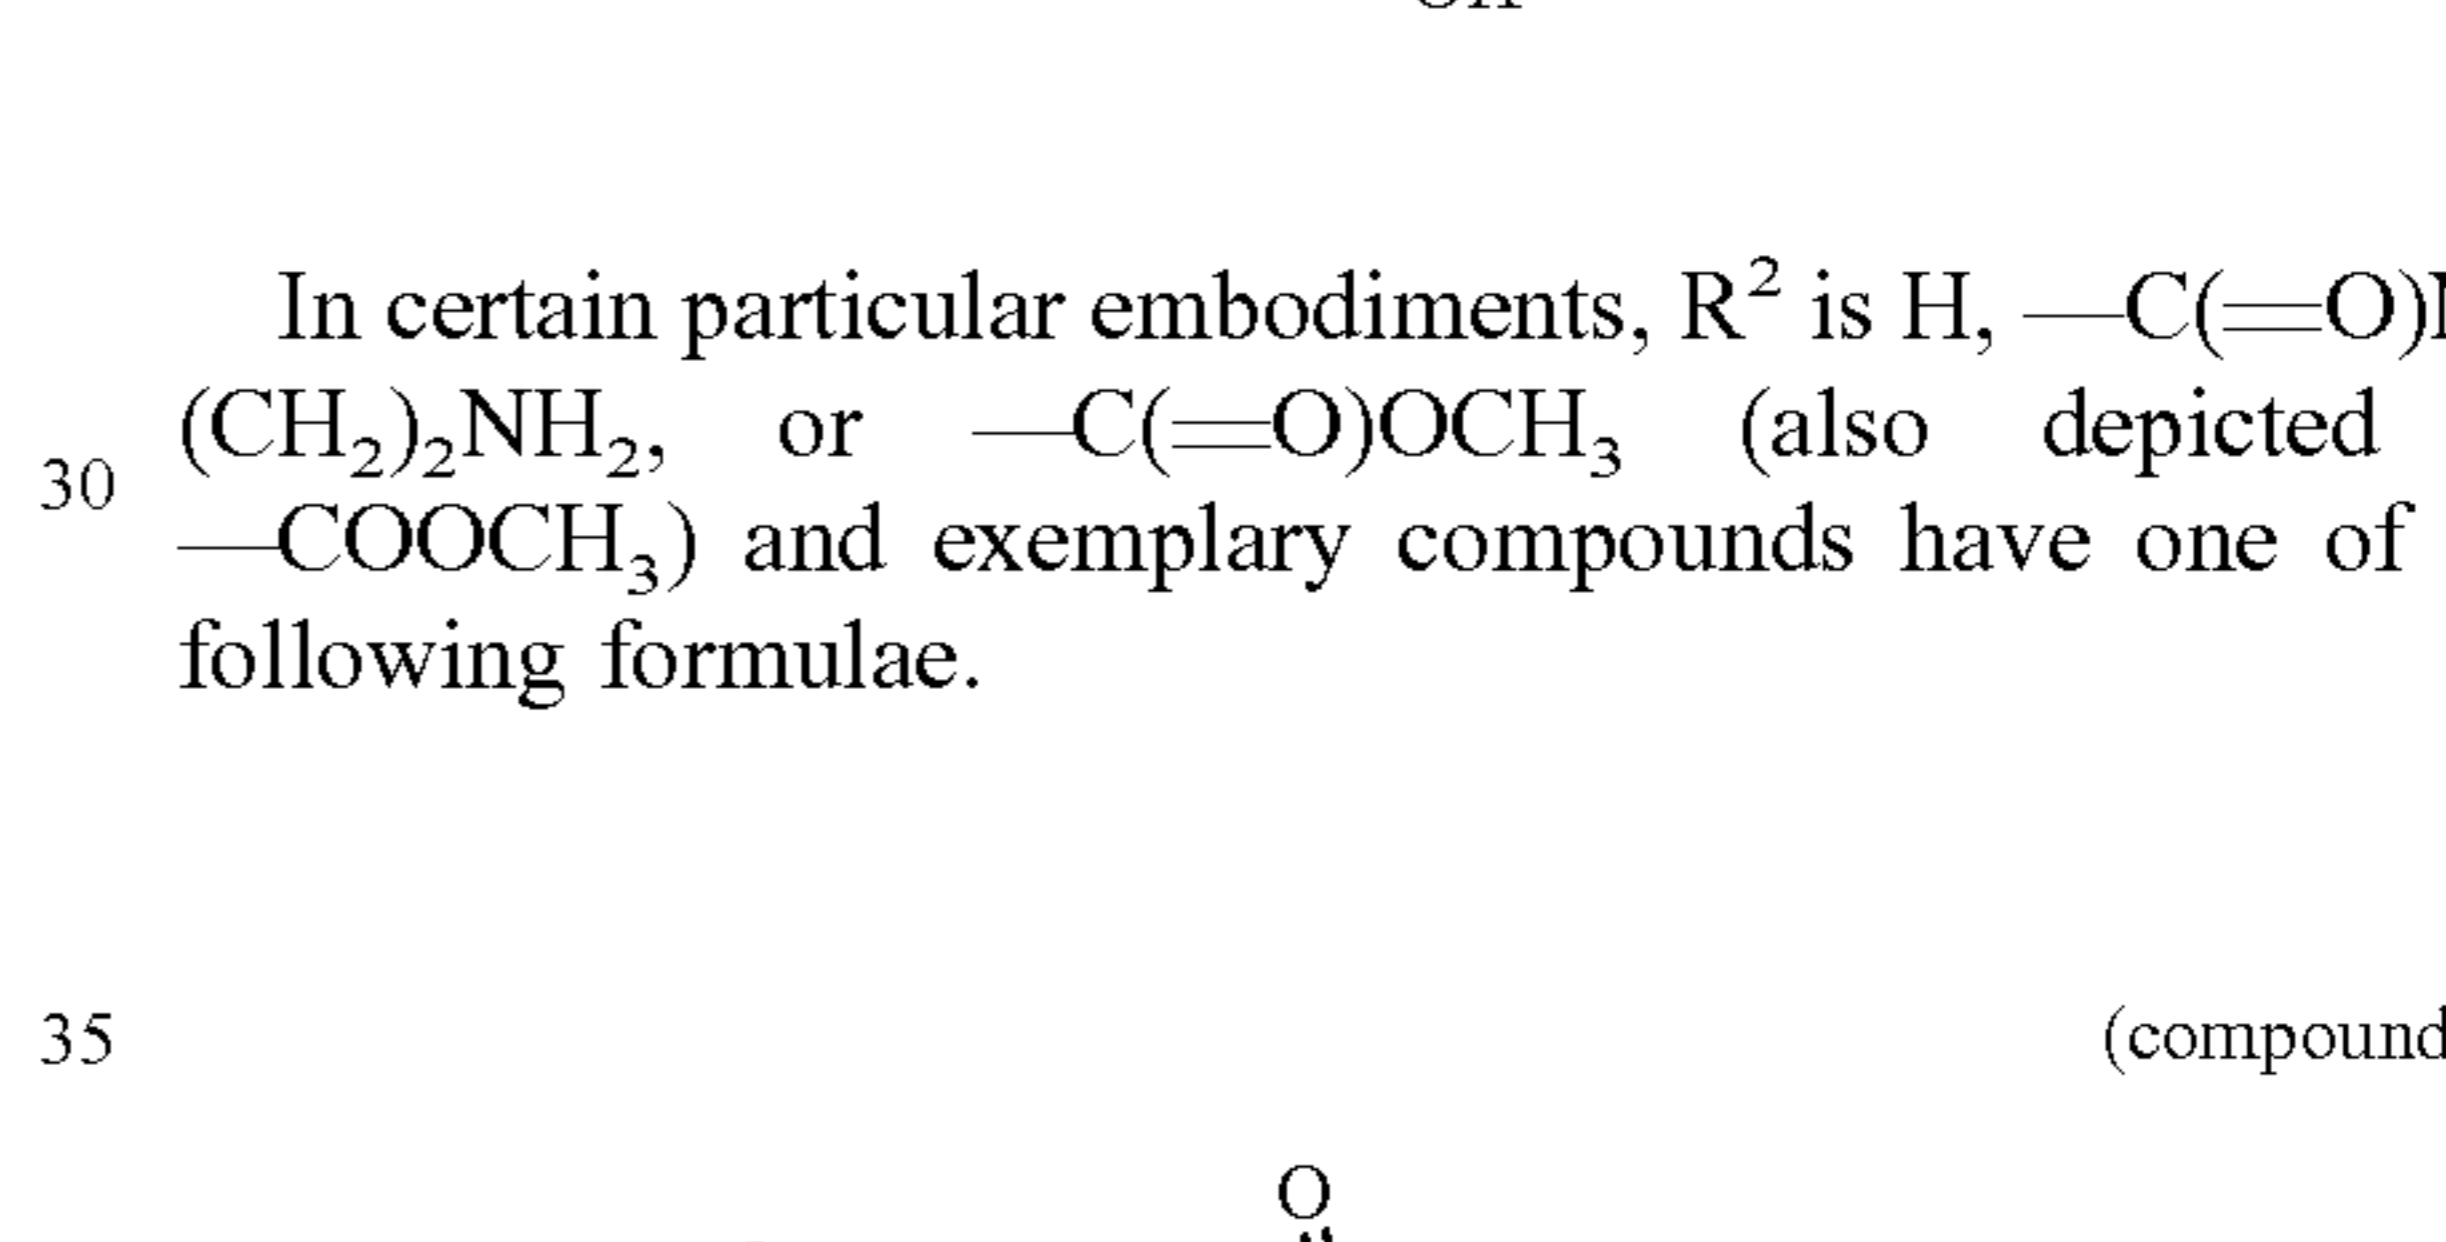 In certain particular embodiments, R² is H, —C(=O)
(CH₂)₂NH₂, or —C(=O)OCH₃ (also depicted
30
—COOCH₃) and exemplary compounds have one of
following formulae.
35 (compound
O